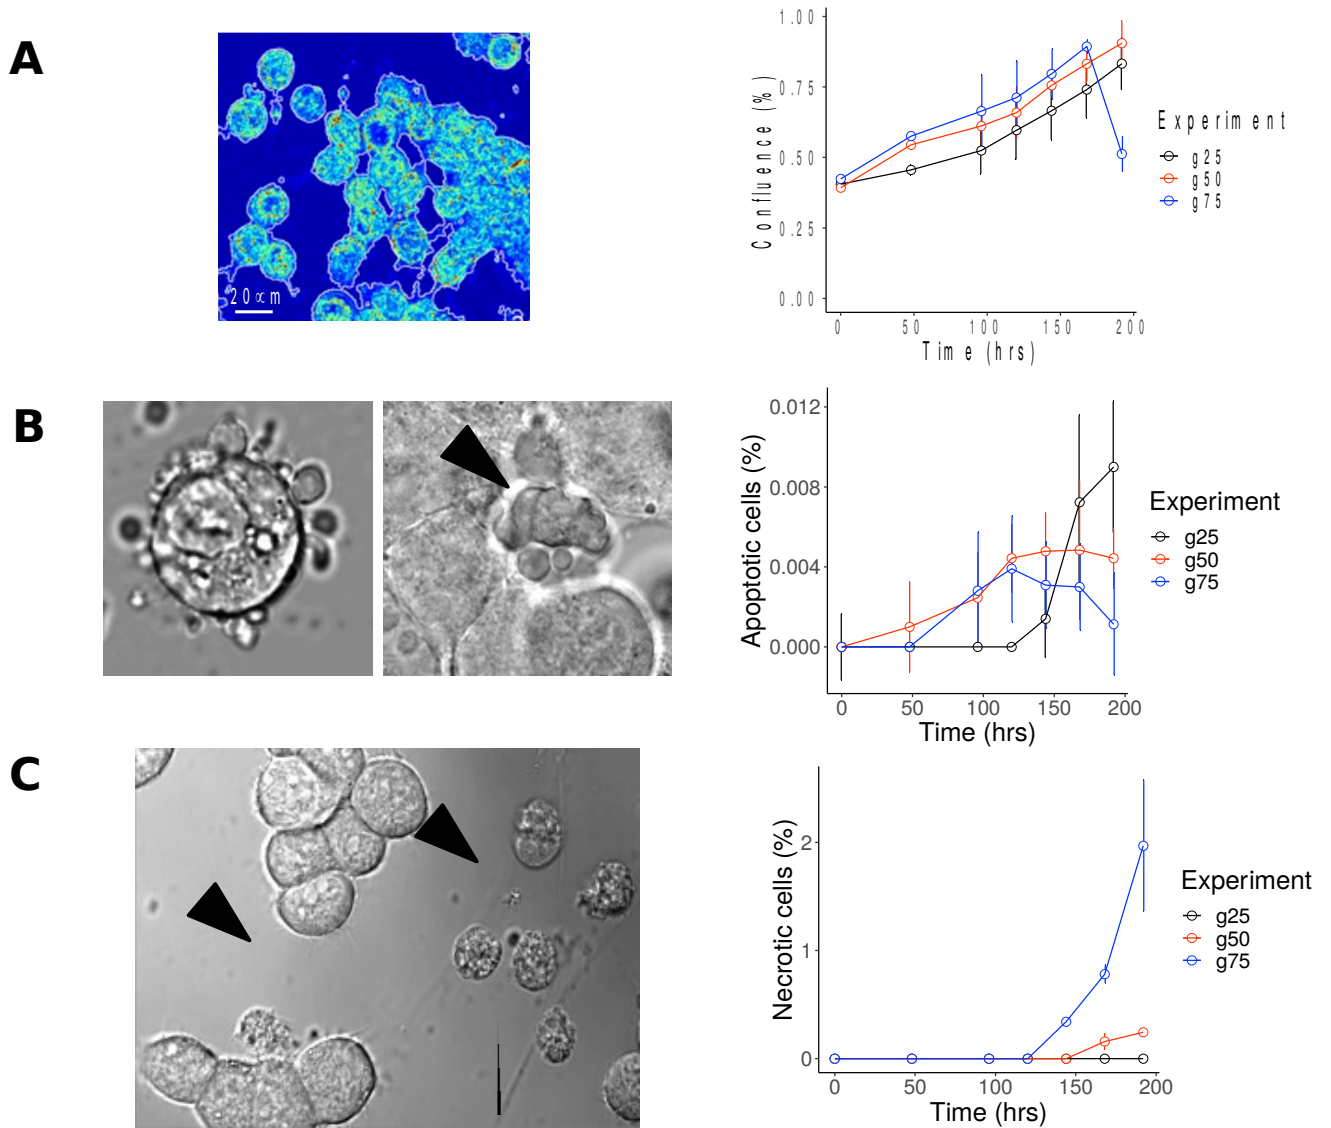 A
20 ∝m
1.00
0.75
0.50
0.25
0.00
Confluence (%)
0 50 100 150 200
Time (hrs)
Experiment
g25
g50
g75
B
0.012
0.008
0.004
0.000
Apoptotic cells (%)
0 50 100 150 200
Time (hrs)
Experiment
g25
g50
g75
C
2
1
0
Necrotic cells (%)
0 50 100 150 200
Time (hrs)
Experiment
g25
g50
g75